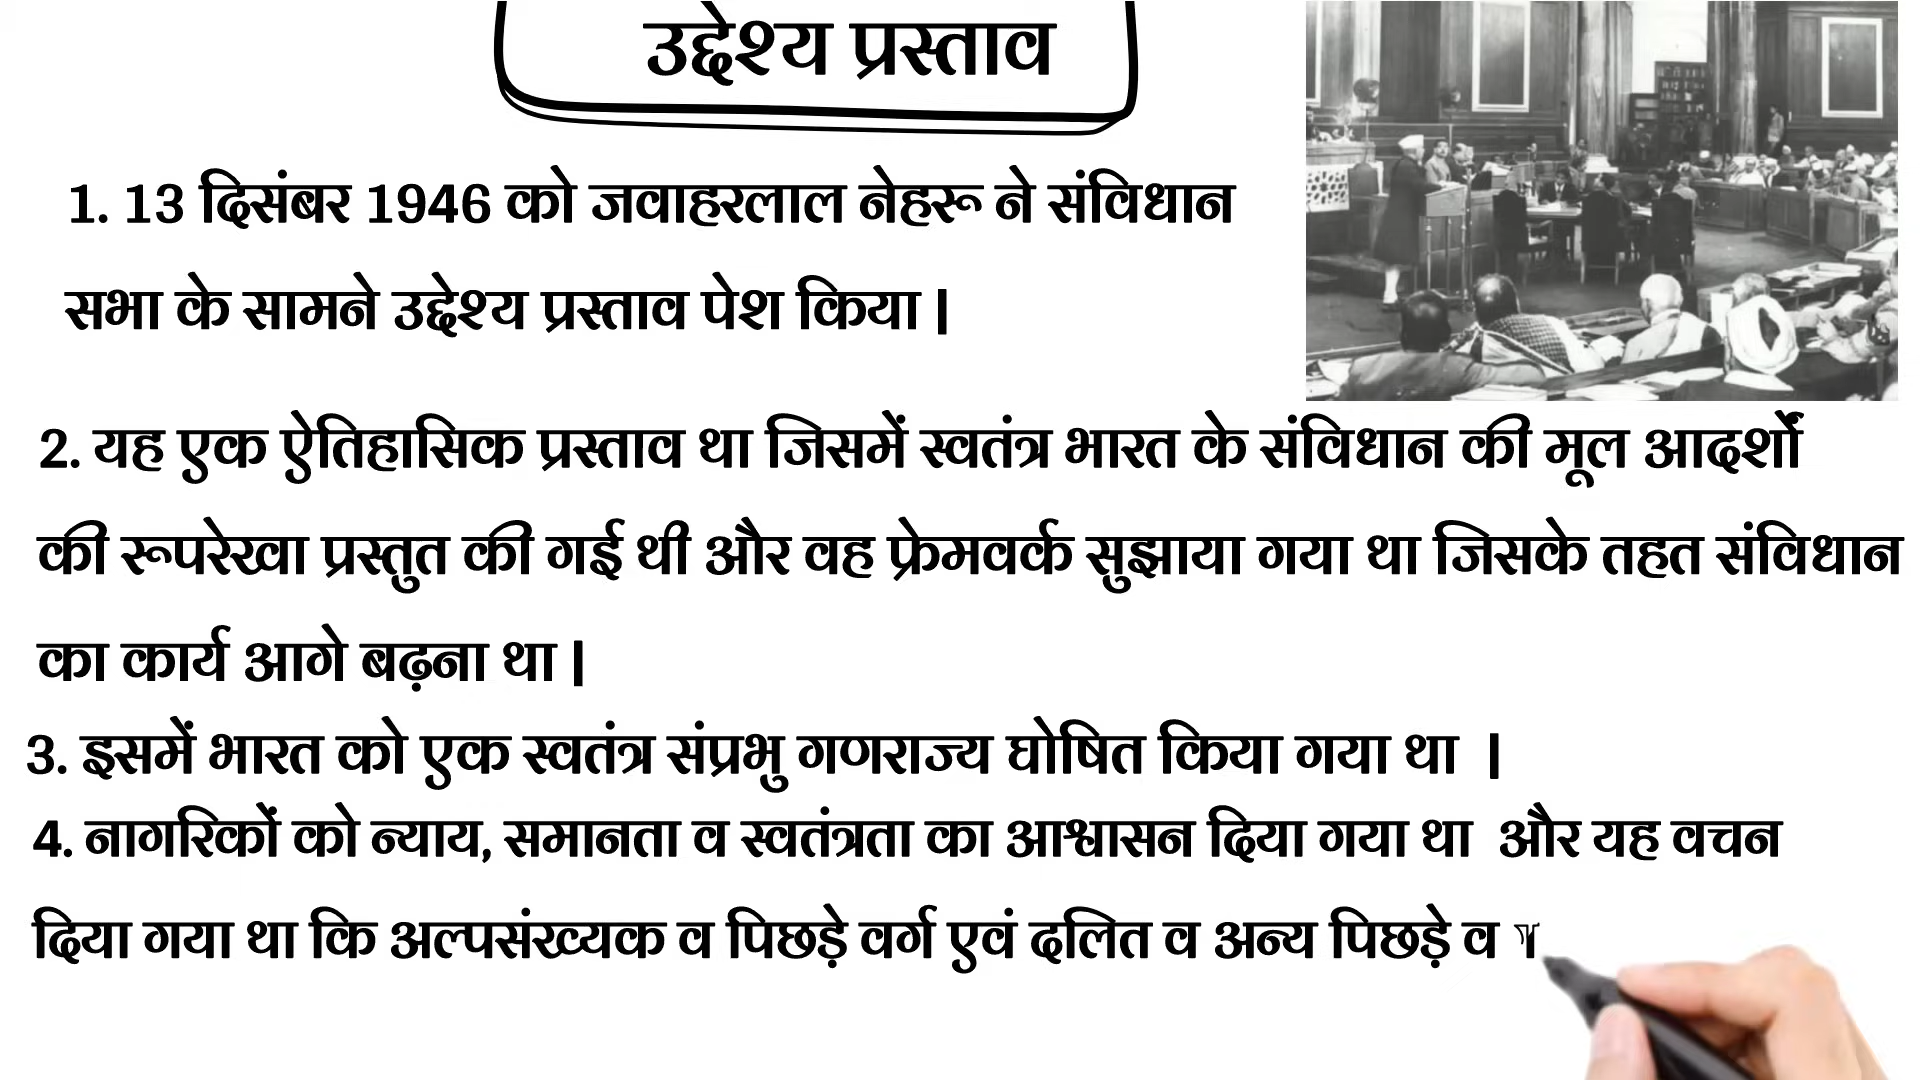 उद्देश्य प्रस्ताव
1. 13 दिसंबर 1946 को जवाहरलाल नेहरू ने संविधान
सभा के सामने उद्देश्य प्रस्ताव पेश किया |
2. यह एक ऐतिहासिक प्रस्ताव था जिसमें स्वतंत्र भारत के संविधान की मूल आदर्शों
की रूपरेखा प्रस्तुत की गई थी और वह फ्रेमवर्क सुझाया गया था जिसके तहत संविधान
का कार्य आगे बढ़ना था |
3. इसमें भारत को एक स्वतंत्र संप्रभु गणराज्य घोषित किया गया था |
4. नागरिकों को न्याय, समानता व स्वतंत्रता का आश्वासन दिया गया था और यह वचन
दिया गया था कि अल्पसंख्यक व पिछड़े वर्ग एवं दलित व अन्य पिछड़े व